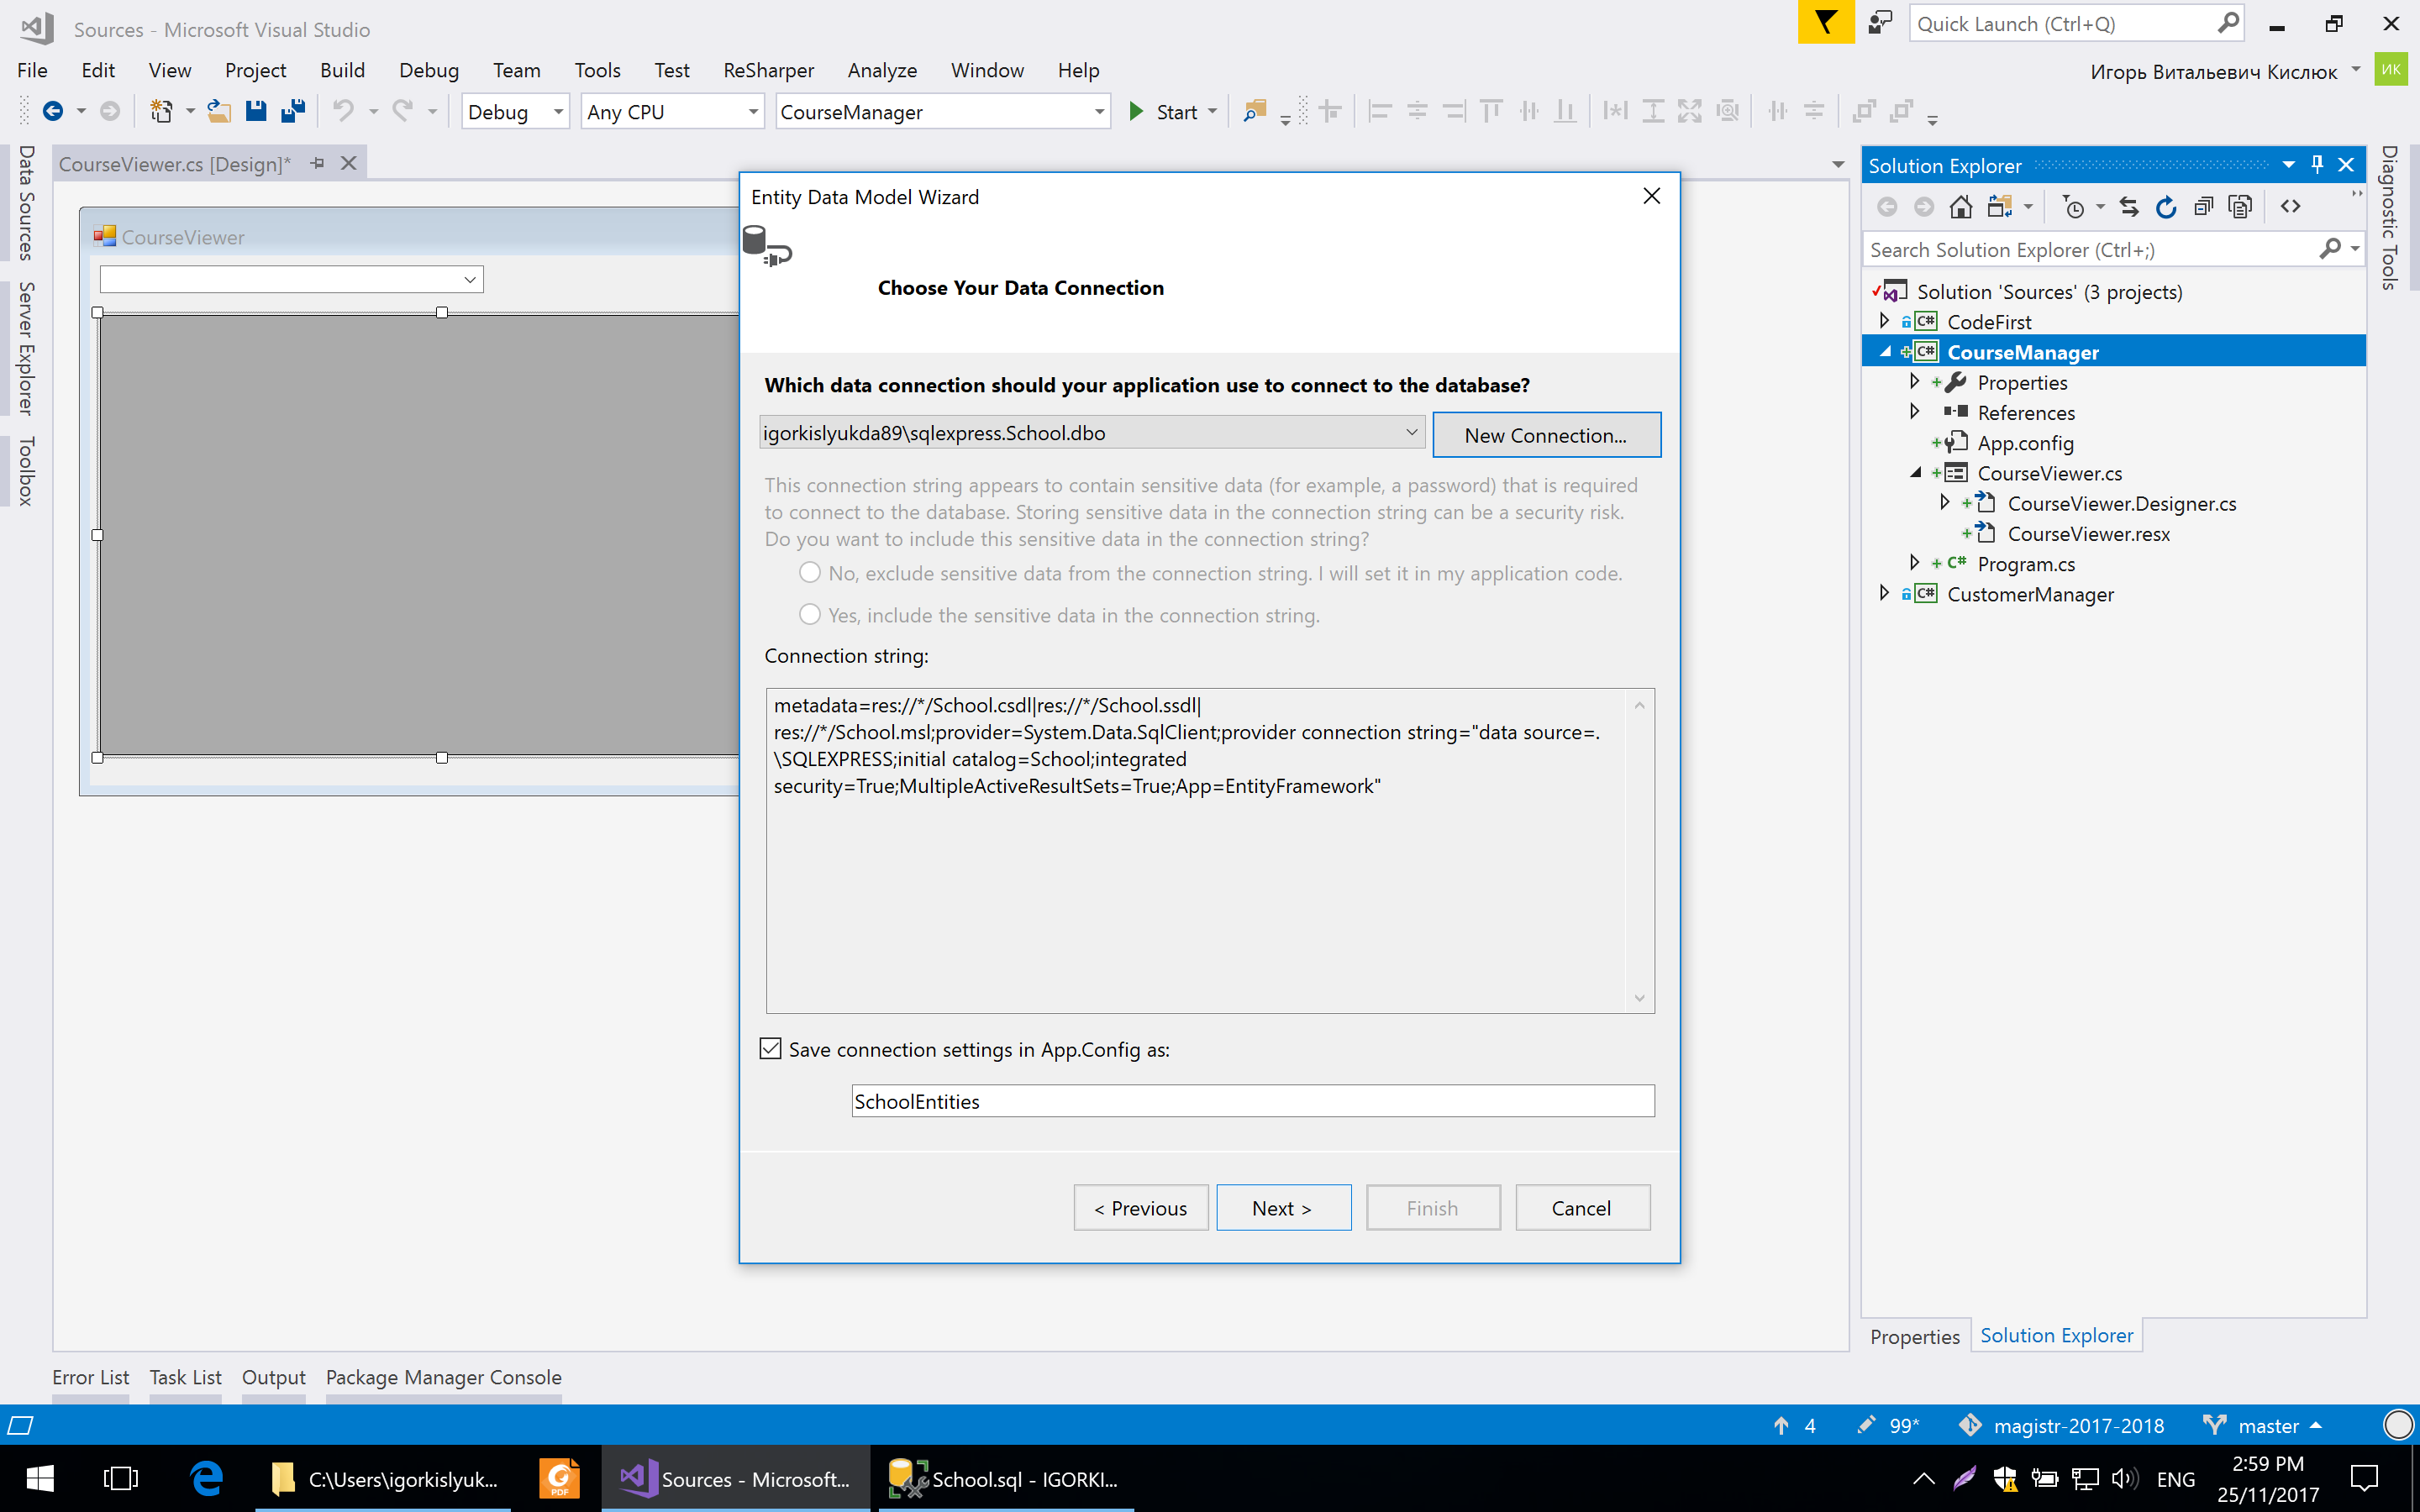 Sources - Microsoft Visual Studio
Quick Launch (Ctrl+Q)
File Edit View Project Build Debug Team Tools Test ReSharper Analyze Window Help
Игорь Витальевич Кислюк
ИК
Debug
Any CPU
CourseManager
Start
Data Sources
Server Explorer
Toolbox
CourseViewer.cs [Design]*
CourseViewer
Entity Data Model Wizard
Choose Your Data Connection
Which data connection should your application use to connect to the database?
igorkislyukda89\sqlexpress.School.dbo
New Connection...
This connection string appears to contain sensitive data (for example, a password) that is required
to connect to the database. Storing sensitive data in the connection string can be a security risk.
Do you want to include this sensitive data in the connection string?
No, exclude sensitive data from the connection string. I will set it in my application code.
Yes, include the sensitive data in the connection string.
Connection string:
metadata=res://*/School.csdl|res://*/School.ssdl|
res://*/School.msl;provider=System.Data.SqlClient;provider connection string="data source=.
\SQLEXPRESS;initial catalog=School;integrated
security=True;MultipleActiveResultSets=True;App=EntityFramework"
Save connection settings in App.Config as:
SchoolEntities
< Previous
Next >
Finish
Cancel
Solution Explorer
Search Solution Explorer (Ctrl+;)
Solution 'Sources' (3 projects)
C# CodeFirst
C# CourseManager
Properties
References
App.config
CourseViewer.cs
CourseViewer.Designer.cs
CourseViewer.resx
C# Program.cs
C# CustomerManager
Properties
Solution Explorer
Diagnostic Tools
Error List Task List Output Package Manager Console
4
99*
magistr-2017-2018
master
C:\Users\igorkislyuk...
PDF
Sources - Microsoft...
School.sql - IGORKI...
ENG
2:59 PM
25/11/2017